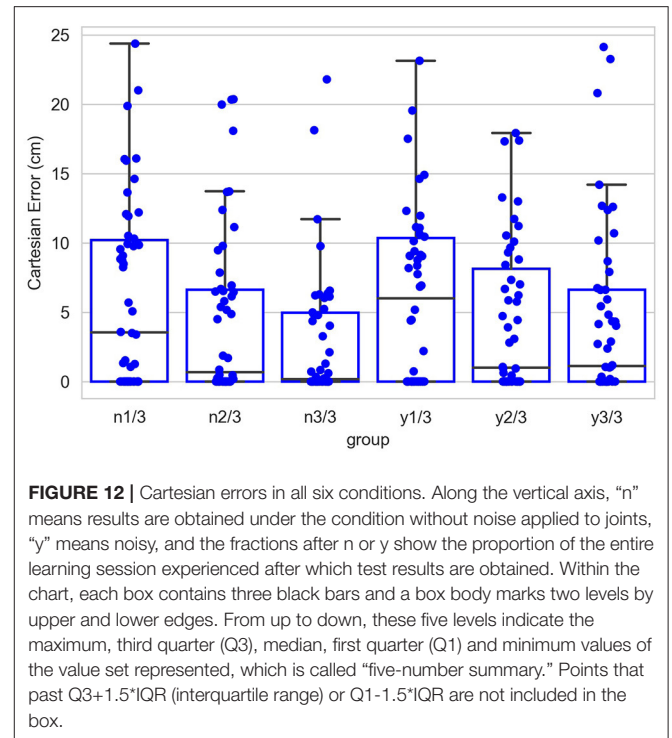 25
20
15
10
5
0
Cartesian Error (cm)
n1/3 n2/3 n3/3 y1/3 y2/3 y3/3
group
FIGURE 12 | Cartesian errors in all six conditions. Along the vertical axis, “n”
means results are obtained under the condition without noise applied to joints,
“y” means noisy, and the fractions after n or y show the proportion of the entire
learning session experienced after which test results are obtained. Within the
chart, each box contains three black bars and a box body marks two levels by
upper and lower edges. From up to down, these five levels indicate the
maximum, third quarter (Q3), median, first quarter (Q1) and minimum values of
the value set represented, which is called “five-number summary.” Points that
past Q3+1.5*IQR (interquartile range) or Q1-1.5*IQR are not included in the
box.